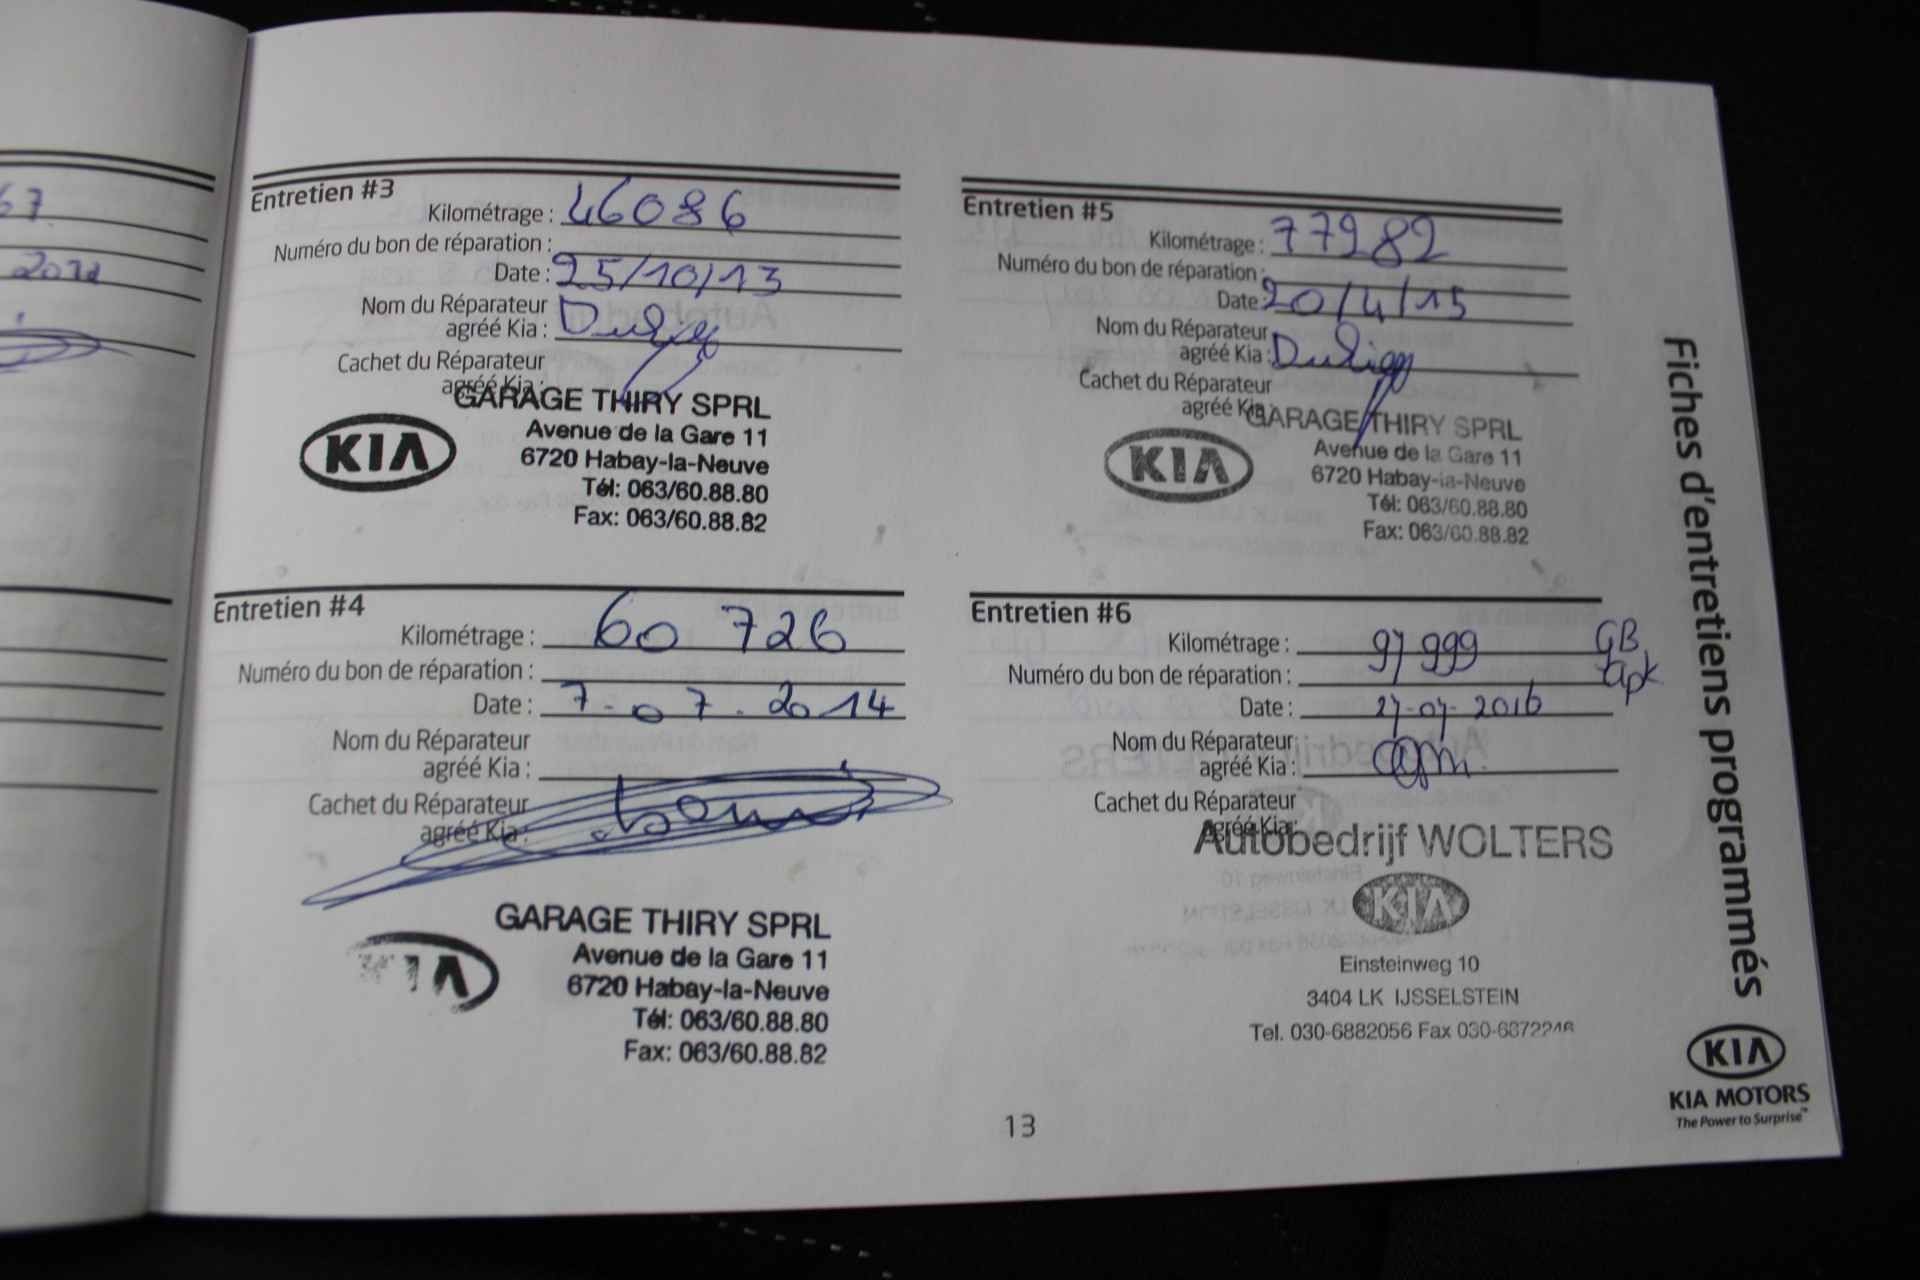 67
2012
Entretien #3
Kilométrage : 46086
Numéro du bon de réparation :
Date : 25/10/13
Nom du Réparateur
agréé Kia :
Cachet du Réparateur
agréé Kia :
GARAGE THIRY SPRL
KIA
Avenue de la Gare 11
6720 Habay-la-Neuve
Tél: 063/60.88.80
Fax: 063/60.88.82
Entretien #4
Kilométrage : 60 726
Numéro du bon de réparation :
Date : 7-07.2014
Nom du Réparateur
agréé Kia :
Cachet du Réparateur
agréé Kia :
GARAGE THIRY SPRL
KIA
Avenue de la Gare 11
6720 Habay-la-Neuve
Tél: 063/60.88.80
Fax: 063/60.88.82
Entretien #5
Kilométrage : 77982
Numéro du bon de réparation :
Date : 20/4/15
Nom du Réparateur
agréé Kia :
Cachet du Réparateur
agréé Kia :
GARAGE THIRY SPRL
KIA
Avenue de la Gare 11
6720 Habay-la-Neuve
Tél: 063/60.88.80
Fax: 063/60.88.82
Entretien #6
Kilométrage : 97 999 GB
Numéro du bon de réparation : apk
Date : 27-07-2016
Nom du Réparateur
agréé Kia :
Cachet du Réparateur
agréé Kia :
Autobedrijf WOLTERS
KIA
Einsteinweg 10
3404 LK IJSSELSTEIN
Tel. 030-6882056 Fax 030-6872246
13
Fiches d'entretiens programmés
KIA
KIA MOTORS
The Power to Surprise™